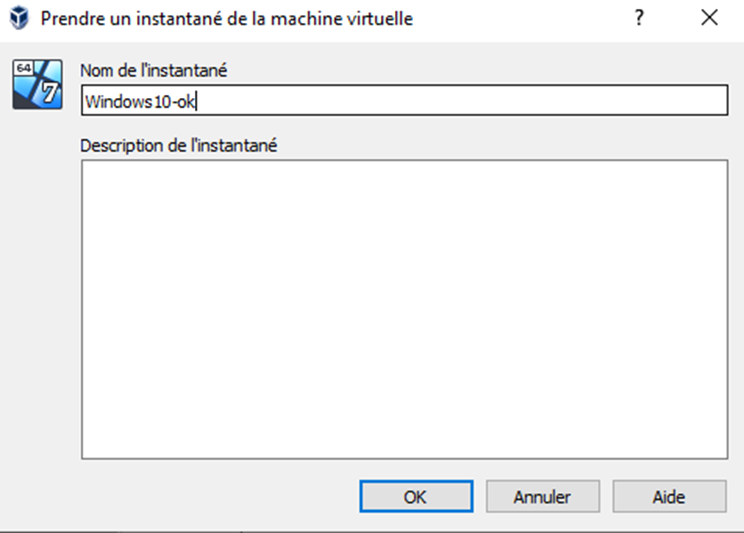 Prendre un instantané de la machine virtuelle
?
64
7
Nom de l'instantané
Windows10-ok
Description de l'instantané
OK Annuler Aide